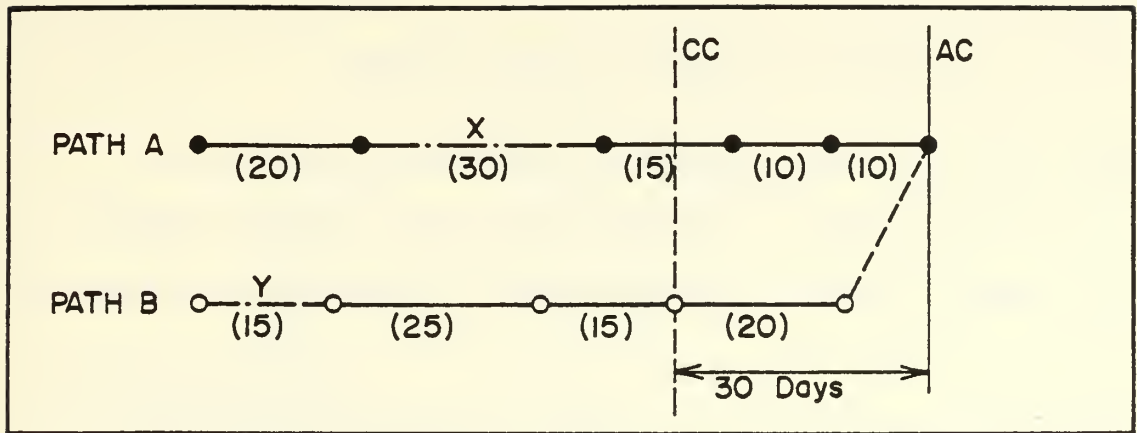 CC AC
X
PATH A
(20) (30) (15) (10) (10)
Y
PATH B
(15) (25) (15) (20)
30 Days